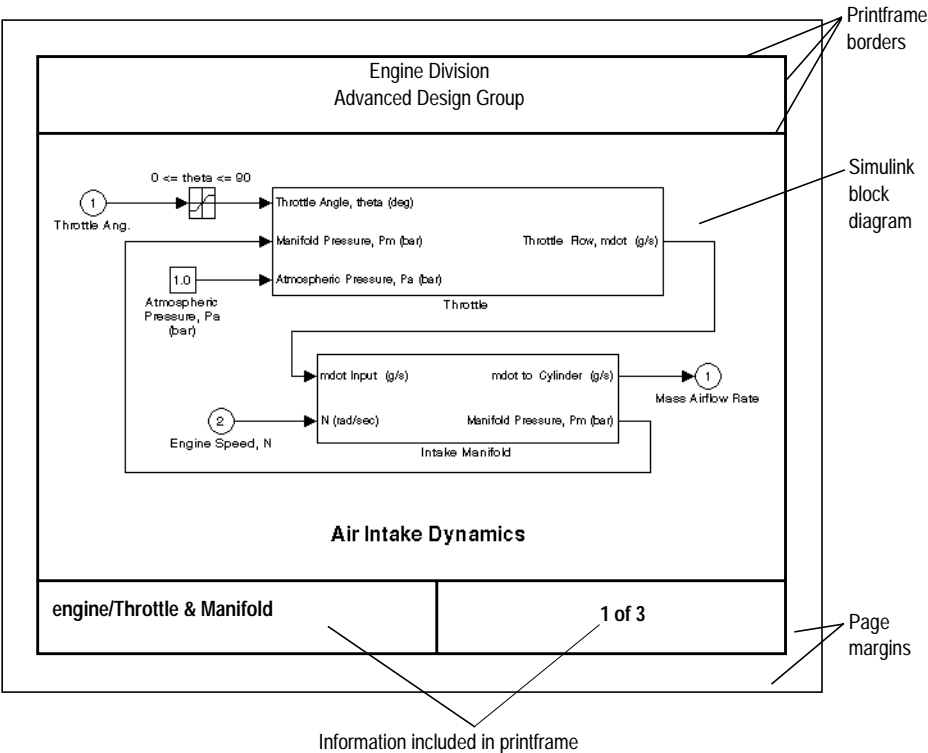 Printframe
borders
Engine Division
Advanced Design Group
Simulink
block
diagram
0 <= theta <= 90
1
Throttle Ang.
Throttle Angle, theta (deg)
Manifold Pressure, Pm (bar)
Throttle Flow, mdot (g/s)
1.0
Atmospheric Pressure, Pa (bar)
Atmospheric
Pressure, Pa
(bar)
Throttle
mdot Input (g/s)
mdot to Cylinder (g/s)
1
Mass Airflow Rate
2
Engine Speed, N
N (rad/sec)
Manifold Pressure, Pm (bar)
Intake Manifold
Air Intake Dynamics
engine/Throttle & Manifold
1 of 3
Page
margins
Information included in printframe